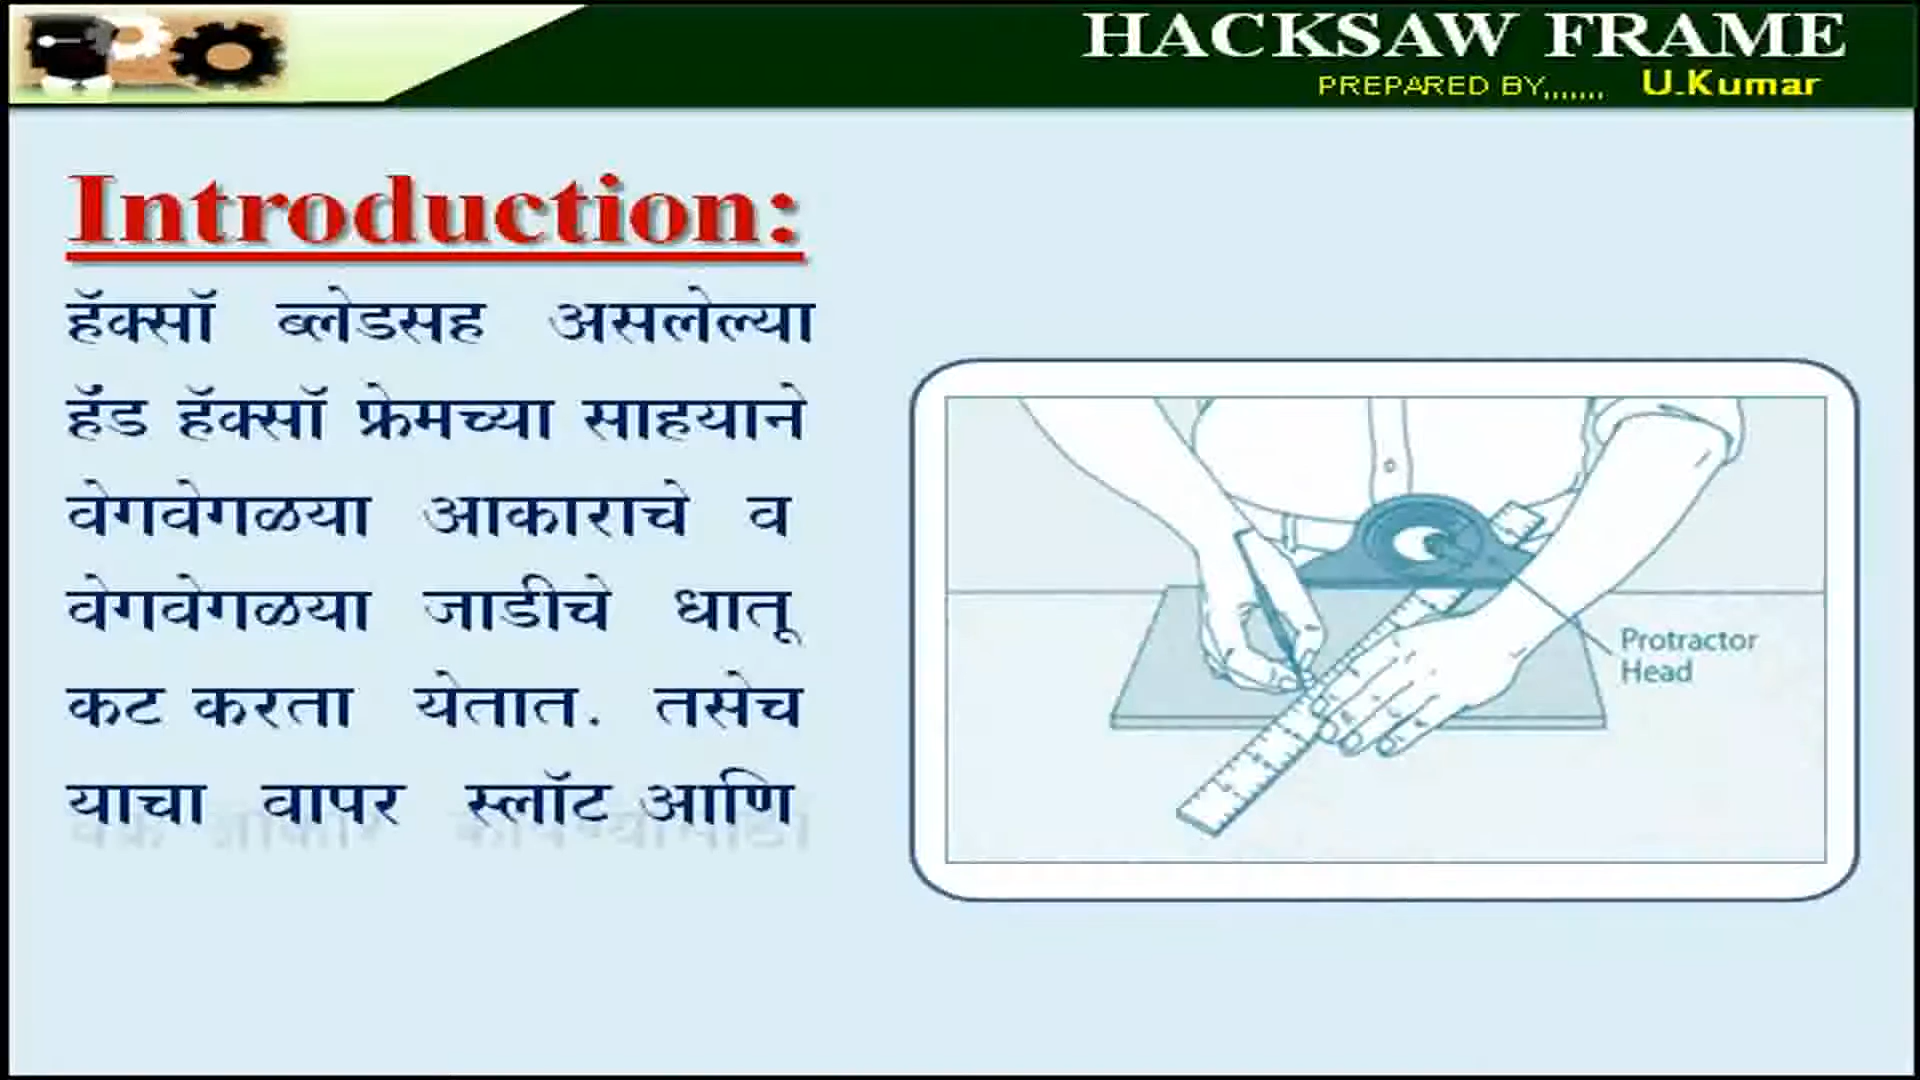 HACKSAW FRAME
PREPARED BY,,,,,,, U.Kumar
Introduction:
हॅक्सॉ ब्लेडसह असलेल्या
हॅंड हॅक्सॉ फ्रेमच्या साहयाने
वेगवेगळया आकाराचे व
वेगवेगळया जाडीचे धातू
कट करता येतात. तसेच
याचा वापर स्लॉट आणि
Protractor
Head